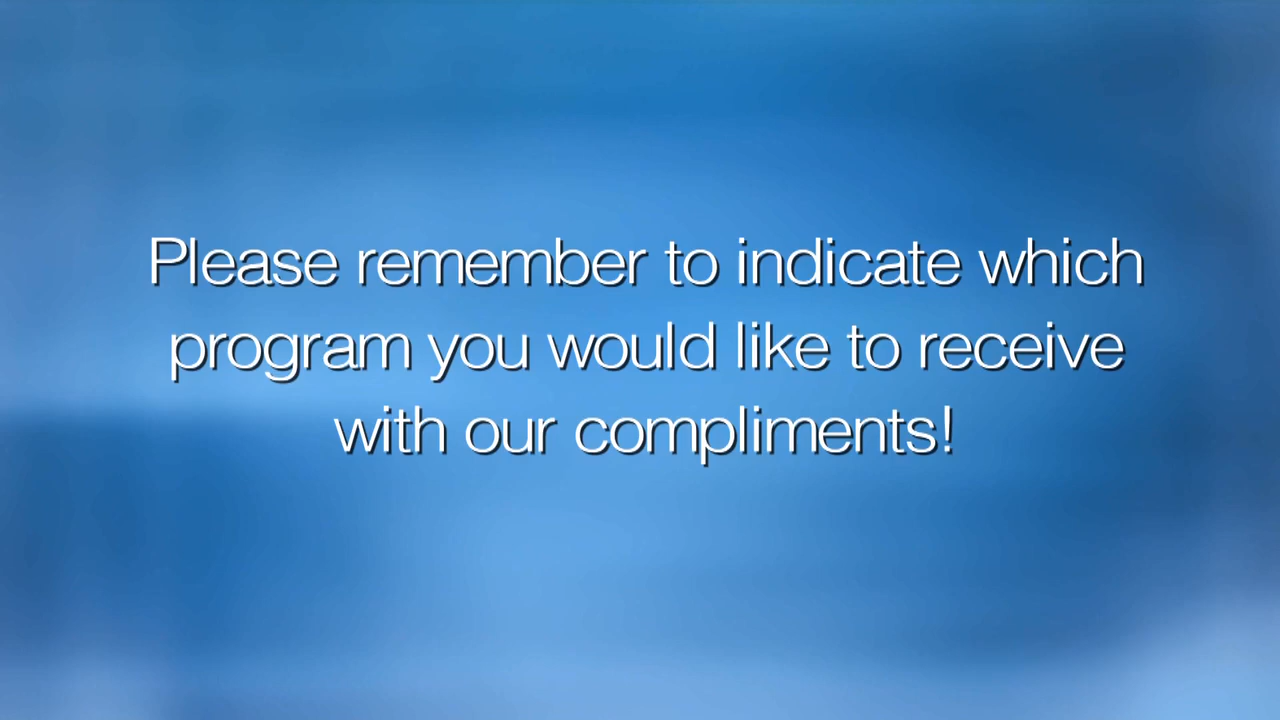 Please remember to indicate which
program you would like to receive
with our compliments!